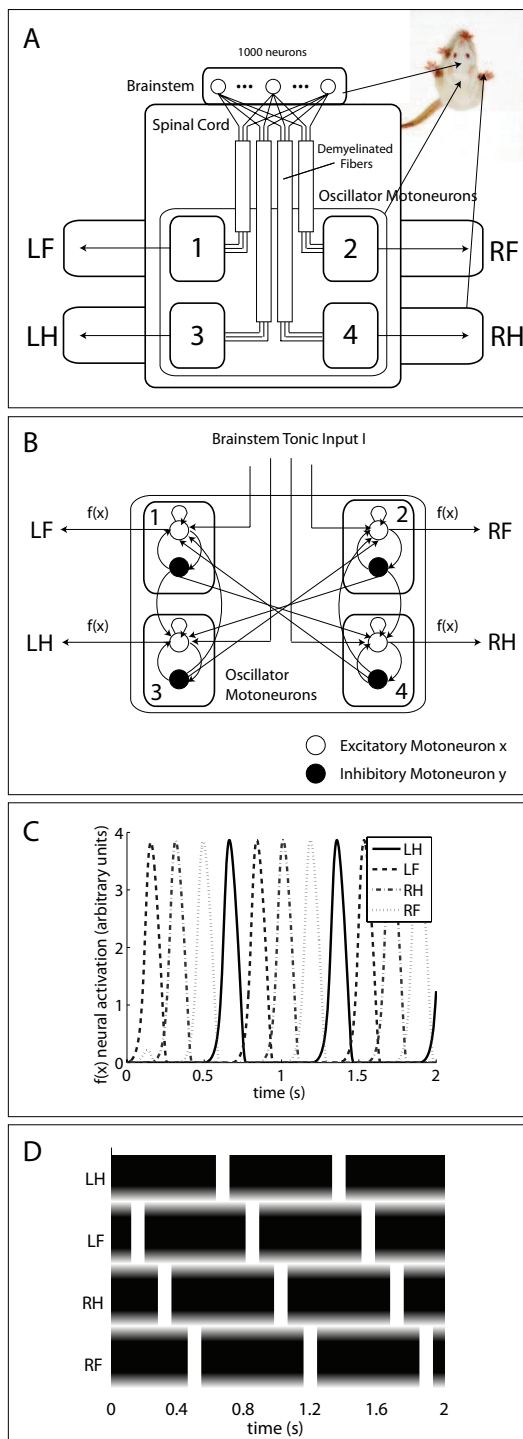 A
1000 neurons
Brainstem
Spinal Cord
Demyelinated
Fibers
Oscillator Motoneurons
LF
1
2
RF
LH
3
4
RH
B
Brainstem Tonic Input I
1
2
f(x)
f(x)
LF
RF
f(x)
f(x)
LH
RH
Oscillator
Motoneurons
3
4
Excitatory Motoneuron x
Inhibitory Motoneuron y
C
f(x) neural activation (arbitrary units)
4
3
2
1
0
LH
LF
RH
RF
0
0.5
1
1.5
2
time (s)
D
LH
LF
RH
RF
0
0.4
0.8
1.2
1.6
2
time (s)